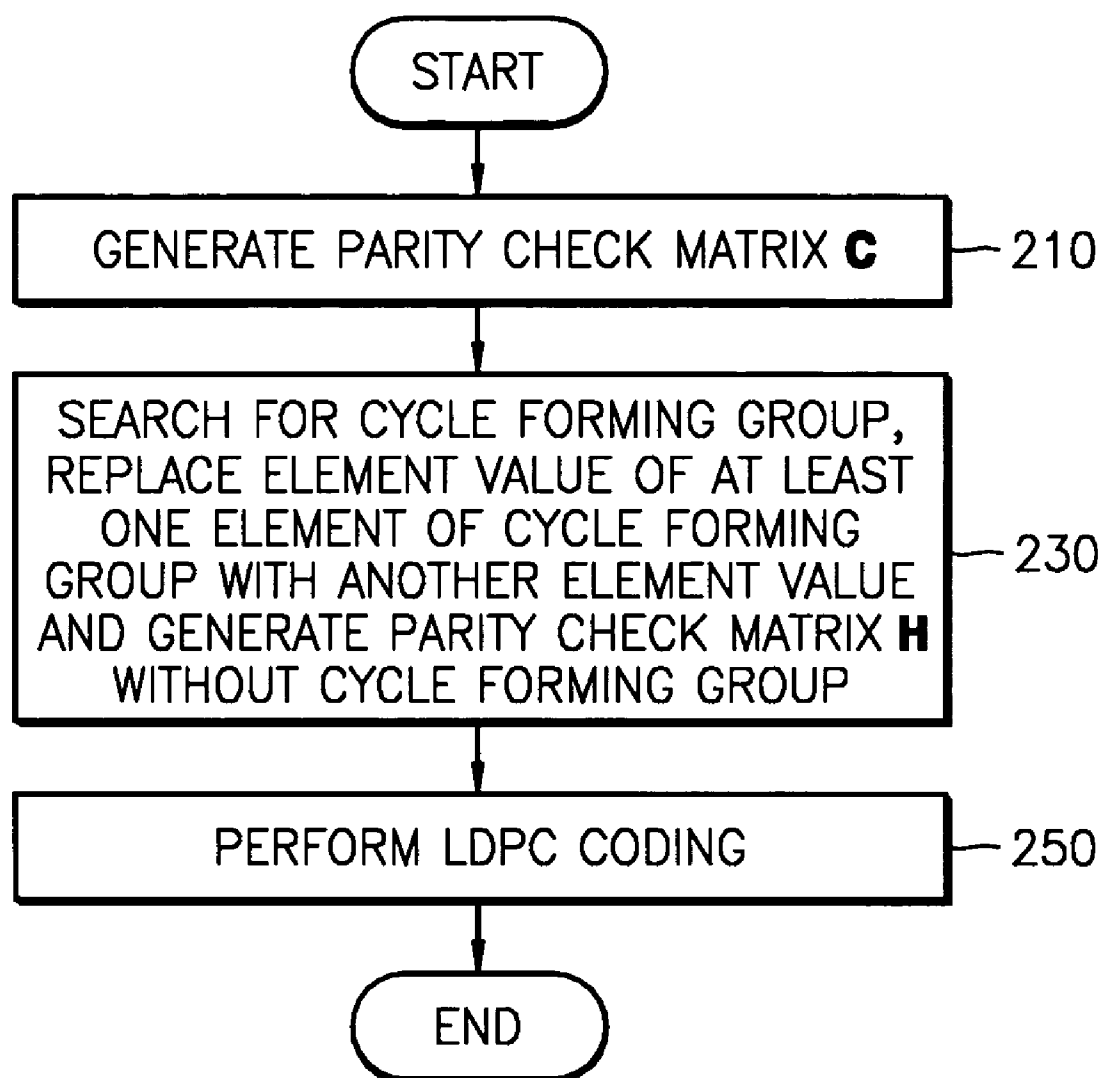 START
GENERATE PARITY CHECK MATRIX C
210
SEARCH FOR CYCLE FORMING GROUP,
REPLACE ELEMENT VALUE OF AT LEAST
ONE ELEMENT OF CYCLE FORMING
GROUP WITH ANOTHER ELEMENT VALUE
AND GENERATE PARITY CHECK MATRIX H
WITHOUT CYCLE FORMING GROUP
230
PERFORM LDPC CODING
250
END